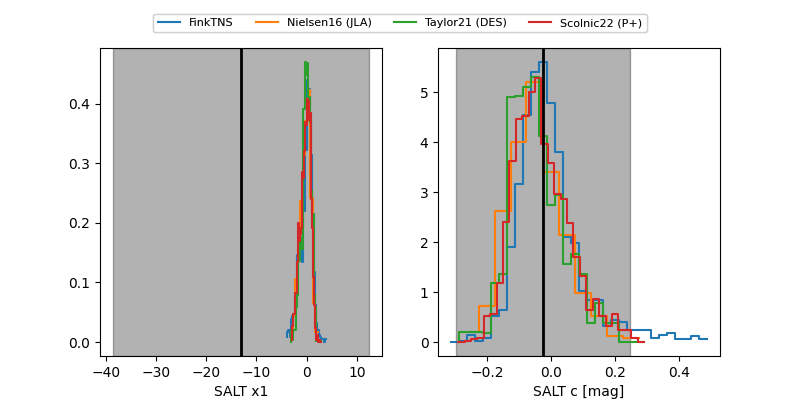 FinkTNS Nielsen16 (JLA) Taylor21 (DES) Scolnic22 (P+)
0.4
0.3
0.2
0.1
0.0
−40 −30 −20 −10 0 10
SALT x1
5
4
3
2
1
0
−0.2 0.0 0.2 0.4
SALT c [mag]